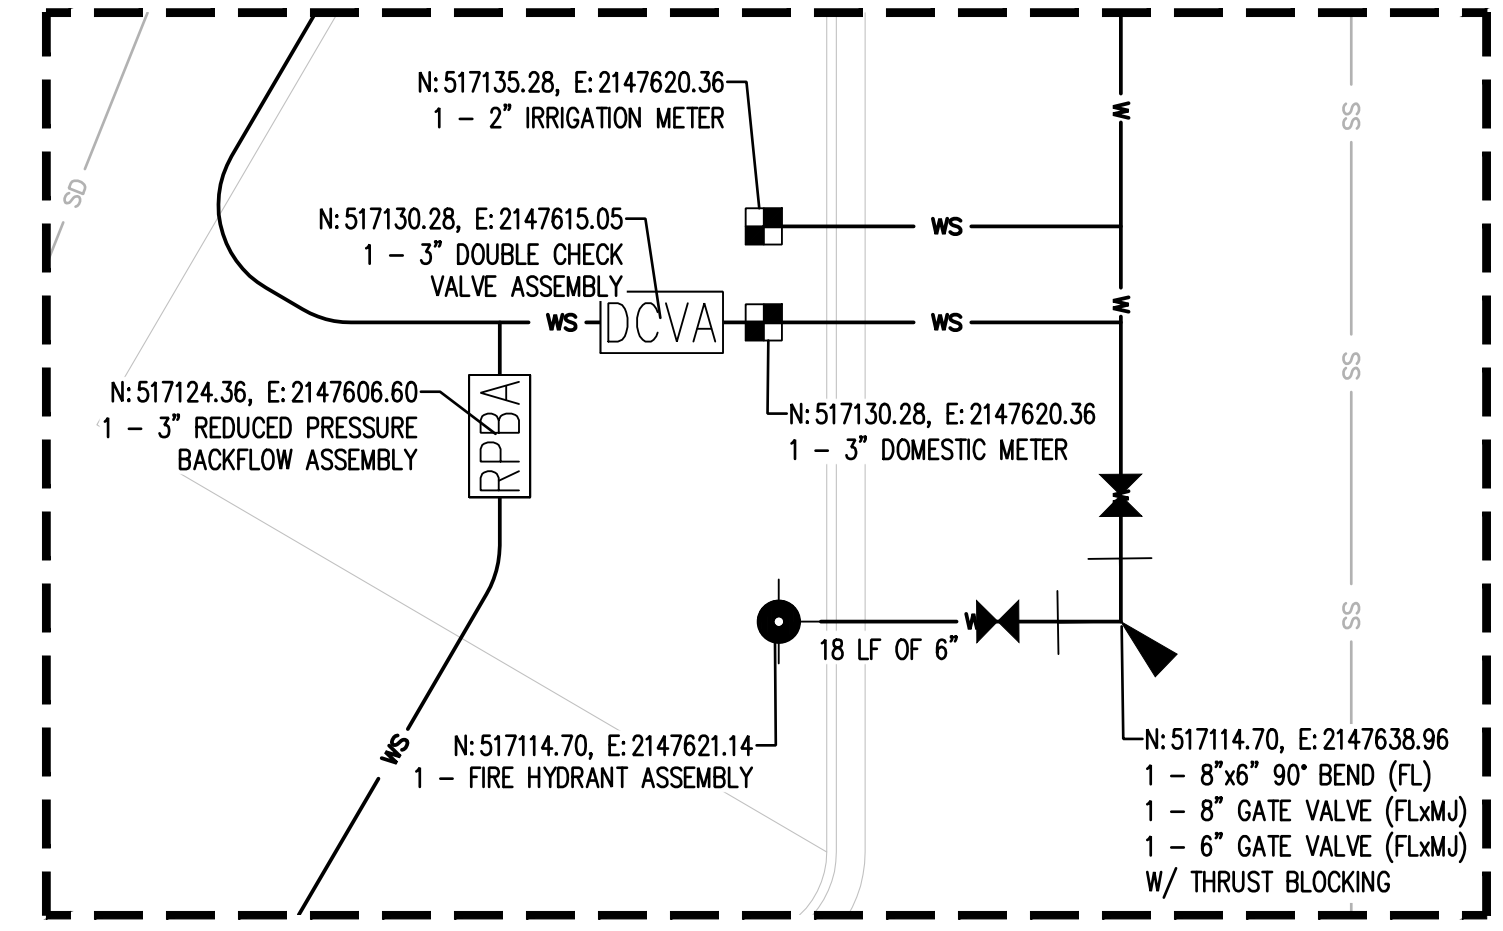 N:517135.28, E:2147620.36
1 – 2" IRRIGATION METER
W
SS
SD
N:517130.28, E:2147615.05
1 – 3" DOUBLE CHECK
VALVE ASSEMBLY
WS
W
WS
DCVA
WS
SS
N:517124.36, E:2147606.60
1 – 3" REDUCED PRESSURE
BACKFLOW ASSEMBLY
RPBA
N:517130.28, E:2147620.36
1 – 3" DOMESTIC METER
W
W
18 LF OF 6"
SS
WS
N:517114.70, E:2147621.14
1 – FIRE HYDRANT ASSEMBLY
N:517114.70, E:2147638.96
1 – 8"x6" 90° BEND (FL)
1 – 8" GATE VALVE (FLxMJ)
1 – 6" GATE VALVE (FLxMJ)
W/ THRUST BLOCKING